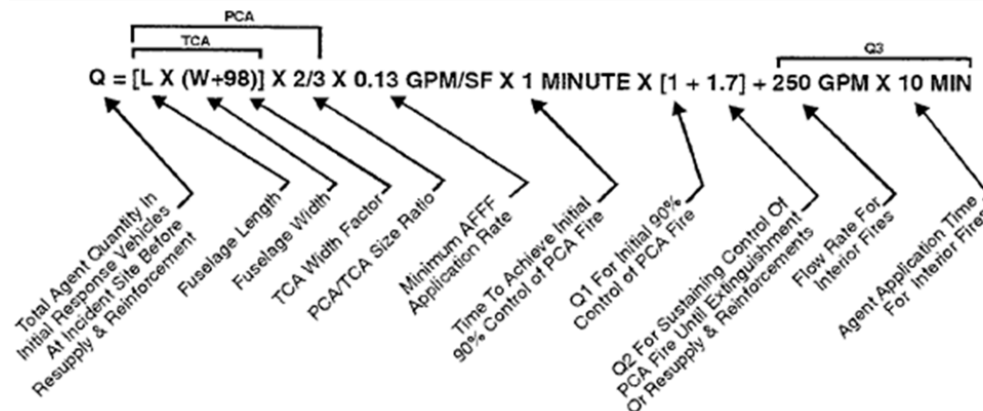 PCA
TCA
Q3
Q = [L X (W+98)] X 2/3 X 0.13 GPM/SF X 1 MINUTE X [1 + 1.7] + 250 GPM X 10 MIN
Total Agent Quantity In
Initial Response Vehicles
At Incident Site Before
Resupply & Reinforcement
Fuselage Length
Fuselage Width
TCA Width Factor
PCA/TCA Size Ratio
Minimum AFFF
Application Rate
Time To Achieve Initial
90% Control of PCA Fire
Q1 For Initial 90%
Control of PCA Fire
Q2 For Sustaining Control Of
PCA Fire Until Extinguishment
Or Resupply & Reinforcements
Flow Rate For
Interior Fires
Agent Application Time
For Interior Fires